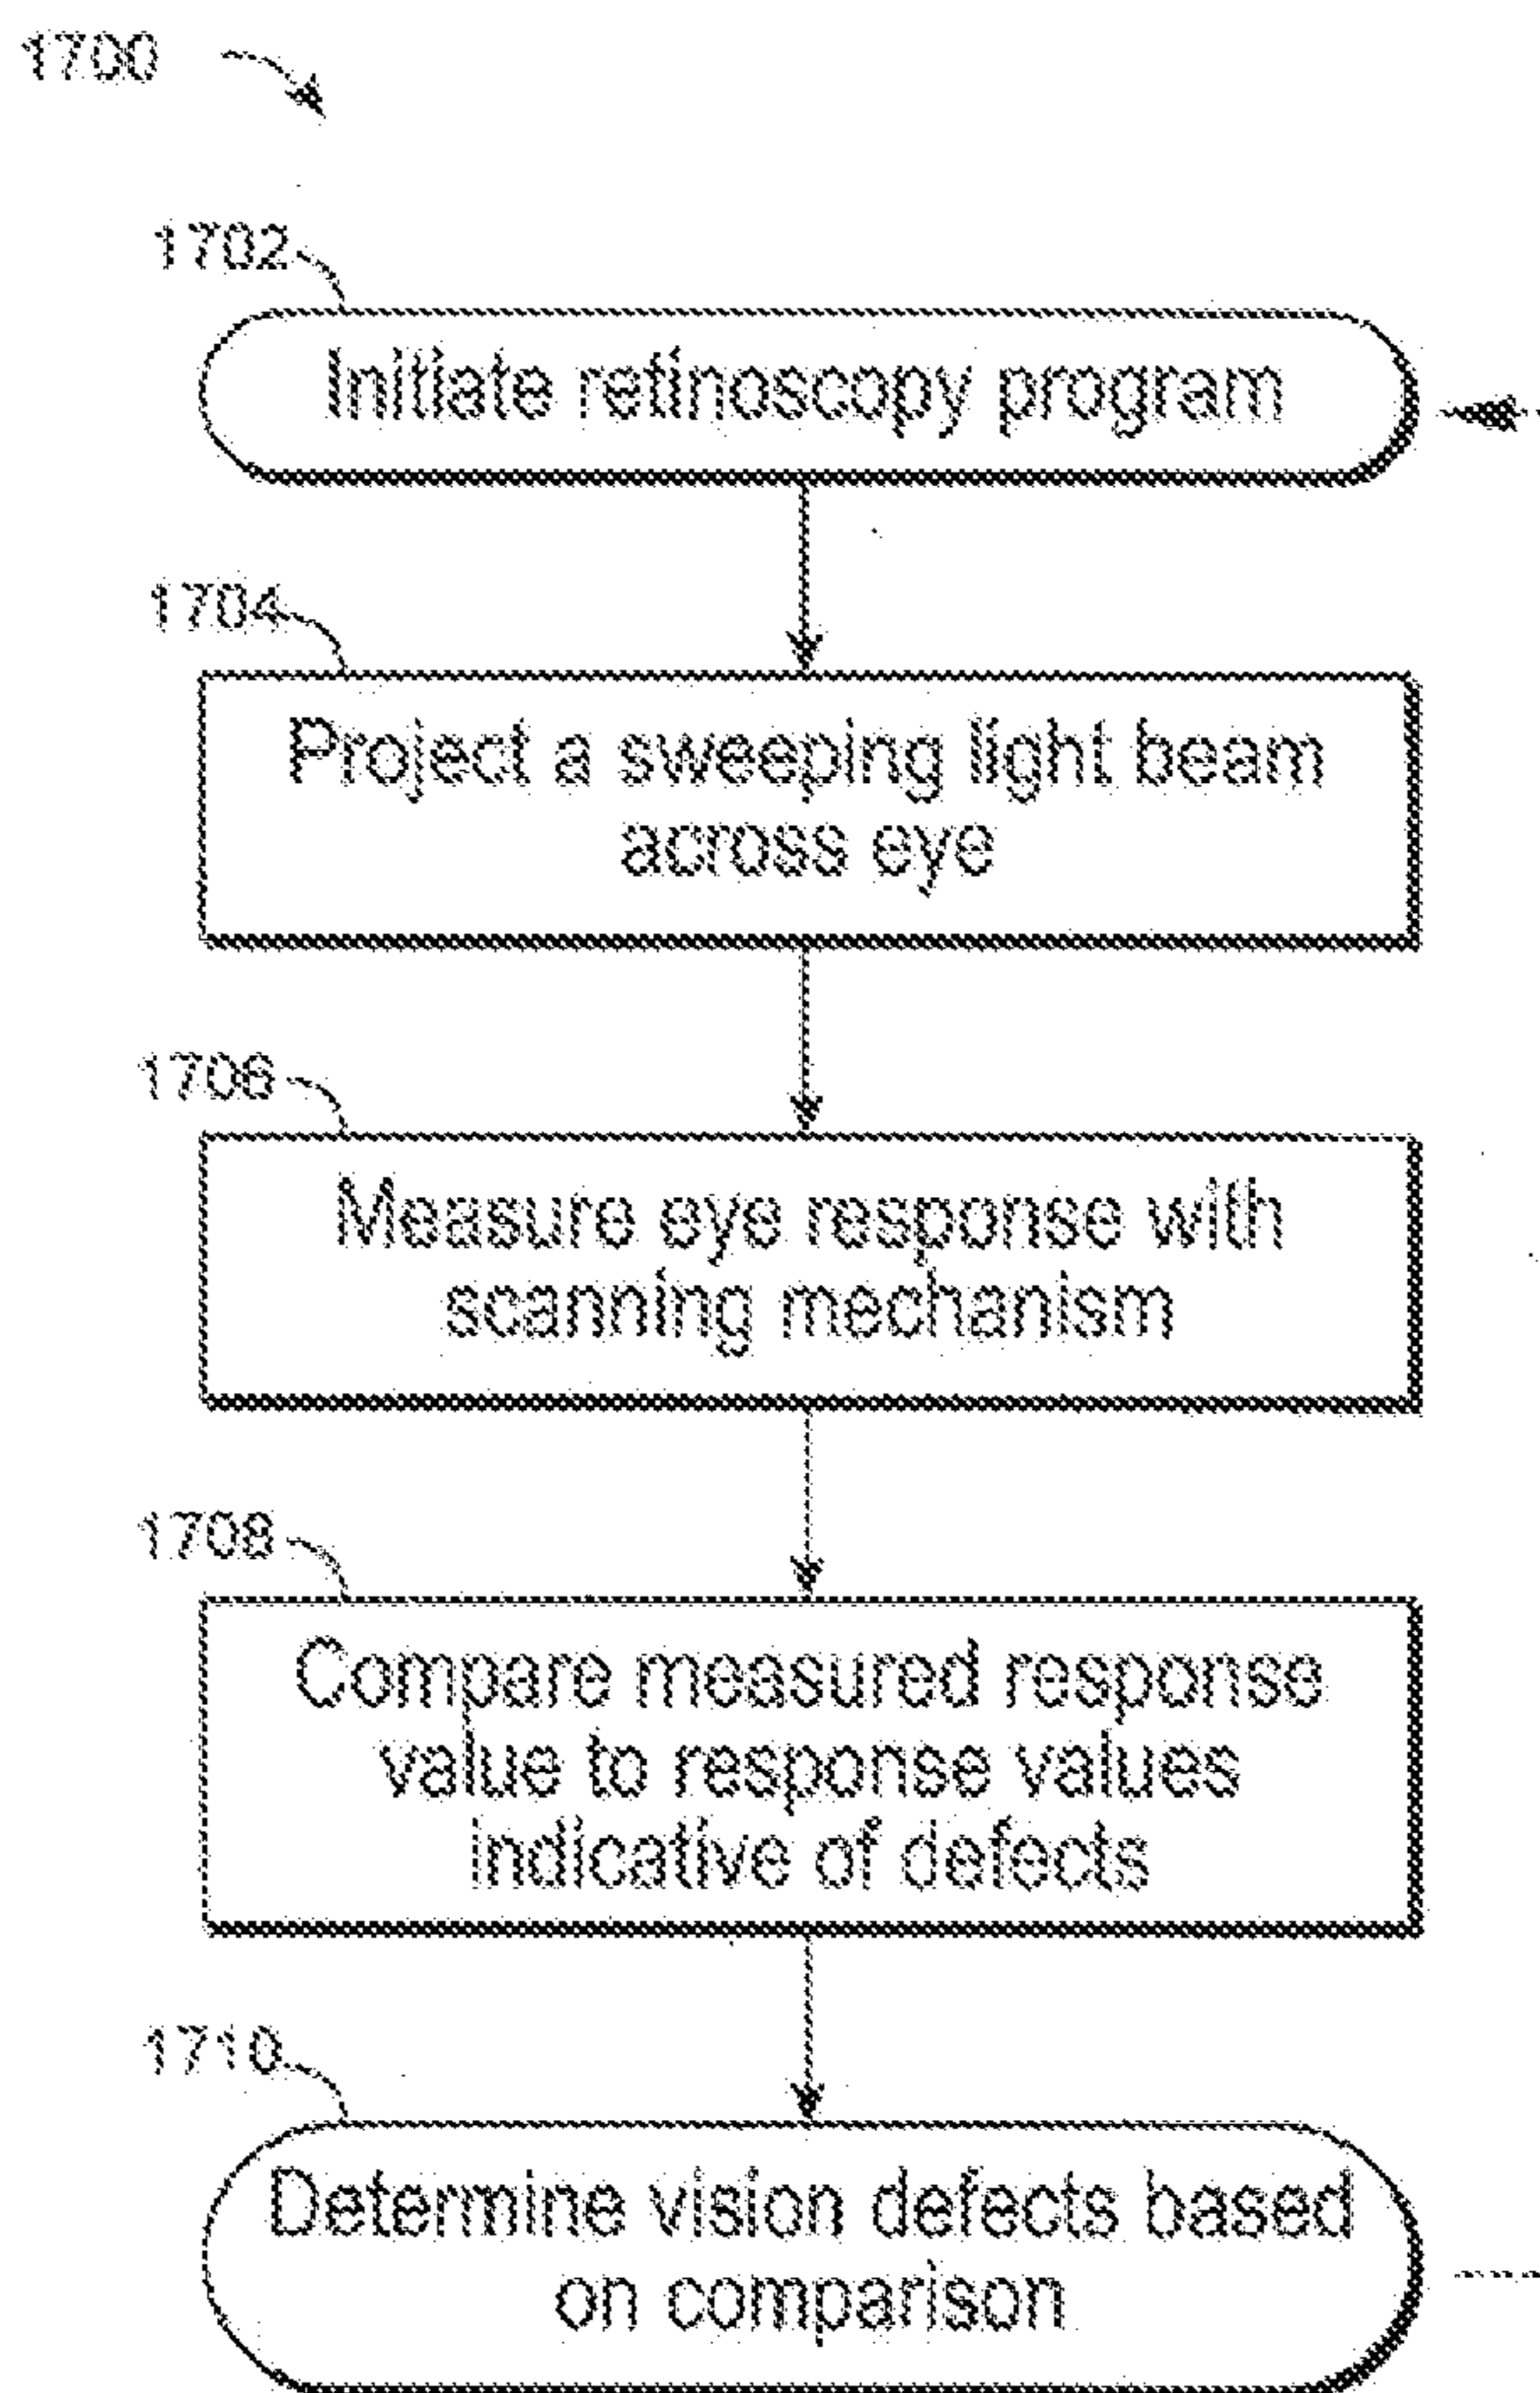 1700
1702
Initiate retinoscopy program
1704
Project a sweeping light beam
across eye
1706
Measure eye response with
scanning mechanism
1708
Compare measured response
value to response values
indicative of defects
1710
Determine vision defects based
on comparison